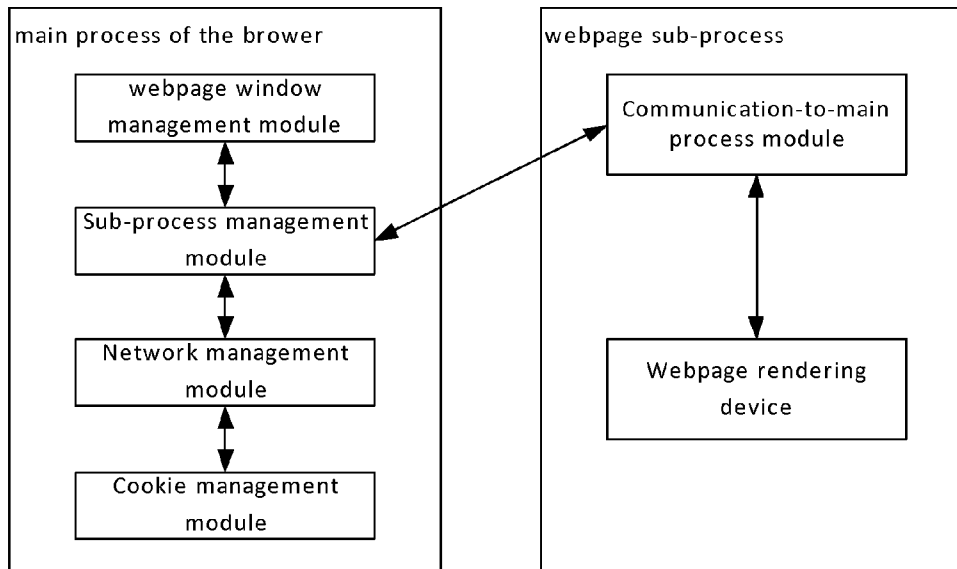 main process of the brower
webpage window
management module
Sub-process management
module
Network management
module
Cookie management
module
webpage sub-process
Communication-to-main
process module
Webpage rendering
device